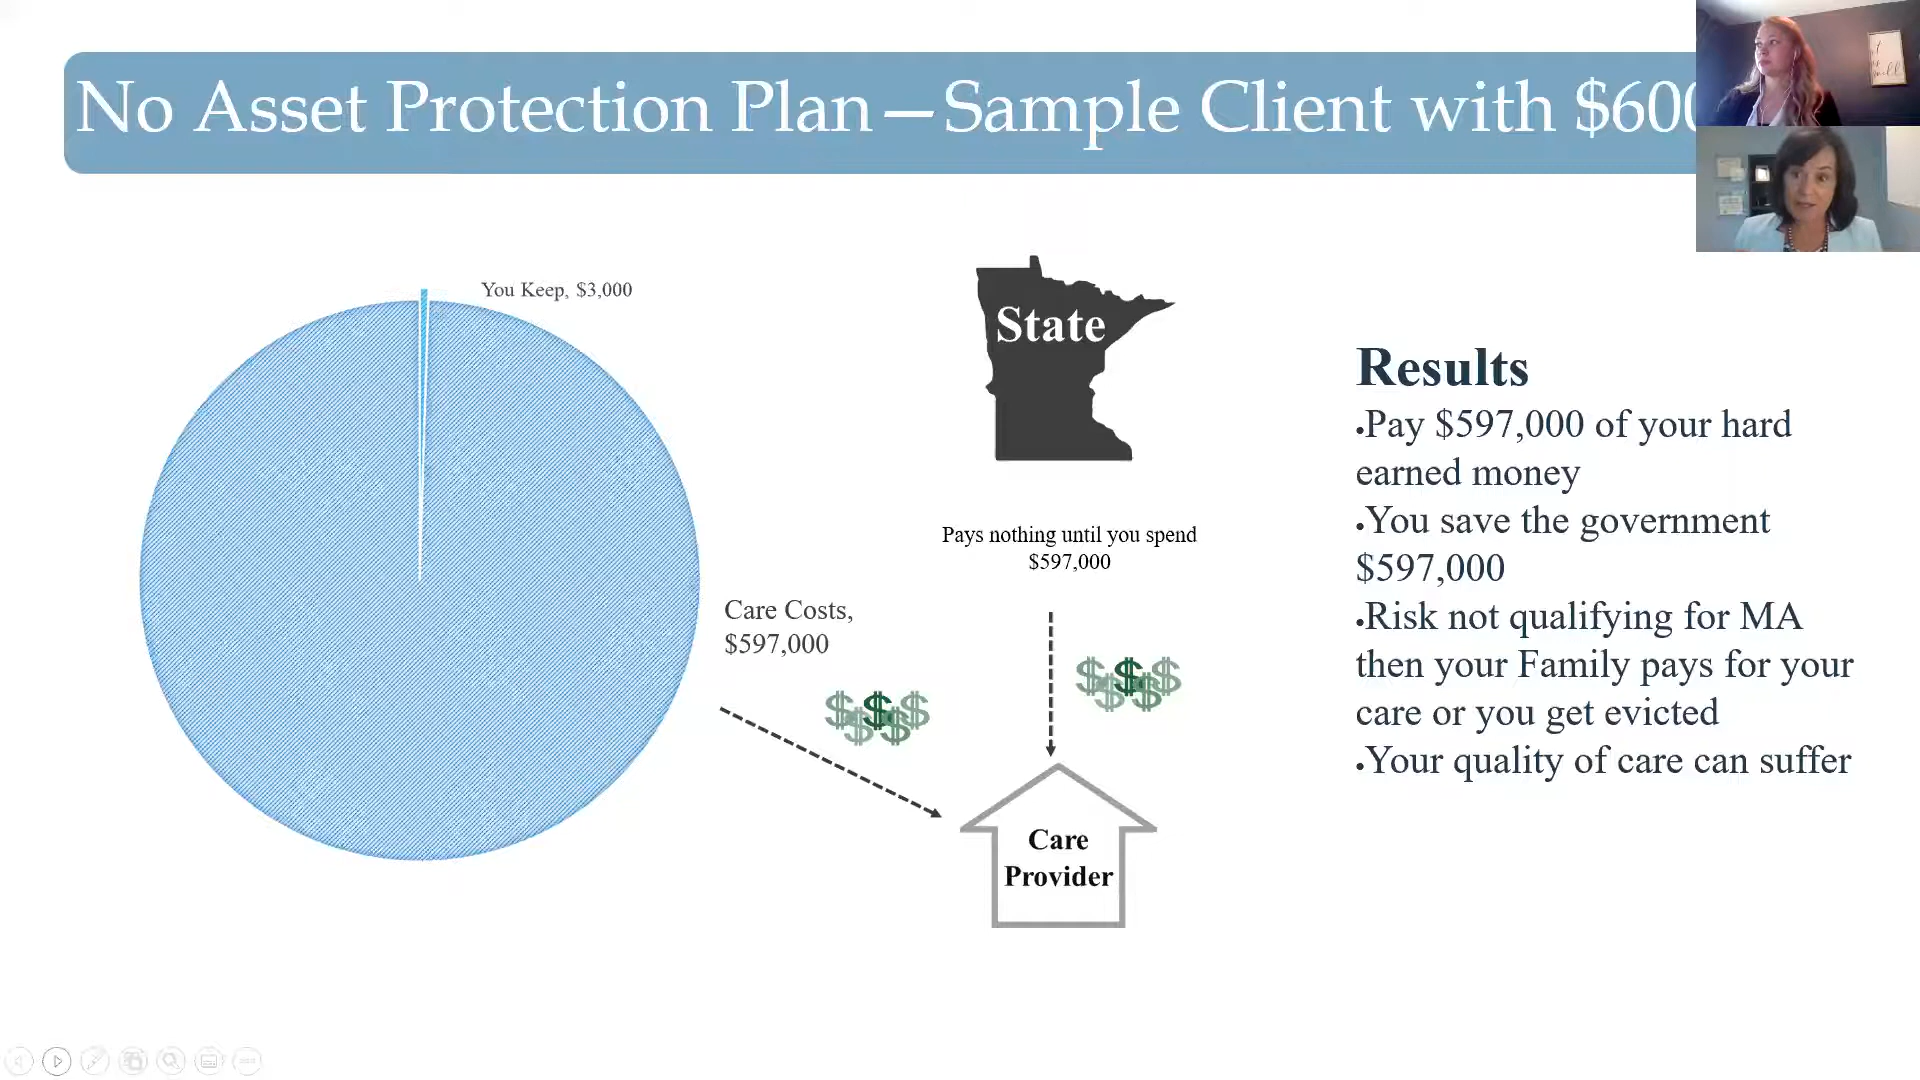 No Asset Protection Plan—Sample Client with $600
You Keep, $3,000
State
Pays nothing until you spend
$597,000
Care Costs,
$597,000
Care
Provider
Results
•Pay $597,000 of your hard
earned money
•You save the government
$597,000
•Risk not qualifying for MA
then your Family pays for your
care or you get evicted
•Your quality of care can suffer